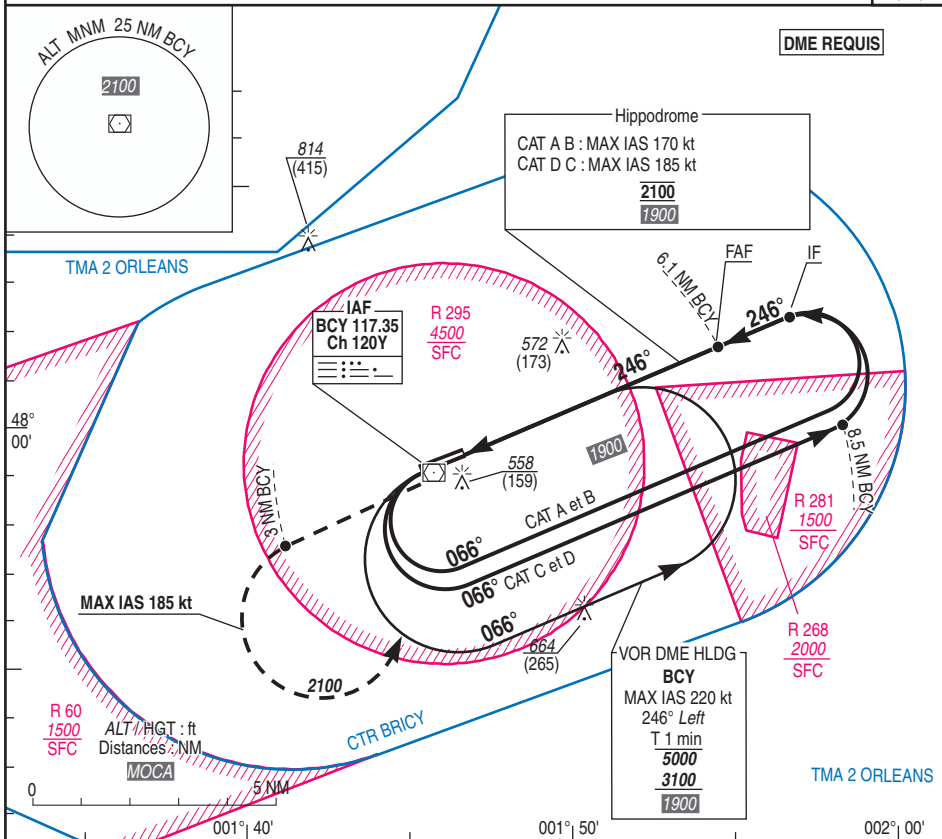 ALT MNM 25 NM BCY
2100
DME REQUIS
Hippodrome
CAT A B : MAX IAS 170 kt
CAT D C : MAX IAS 185 kt
2100
1900
814
(415)
TMA 2 ORLEANS
FAF
IF
6.1 NM BCY
246°
246°
IAF
BCY 117.35
Ch 120Y
R 295
4500
SFC
572
(173)
48°
00'
1900
558
(159)
8.5 NM BCY
3 NM BCY
CAT A et B
066°
R 281
1500
SFC
066°
CAT C et D
MAX IAS 185 kt
066°
664
(265)
R 268
2000
SFC
2100
VOR DME HLDG
BCY
MAX IAS 220 kt
246° Left
T 1 min
5000
3100
1900
R 60
1500
SFC
ALT / HGT : ft
Distances : NM
MOCA
CTR BRICY
TMA 2 ORLEANS
0
5 NM
001° 40'
001° 50'
002° 00'